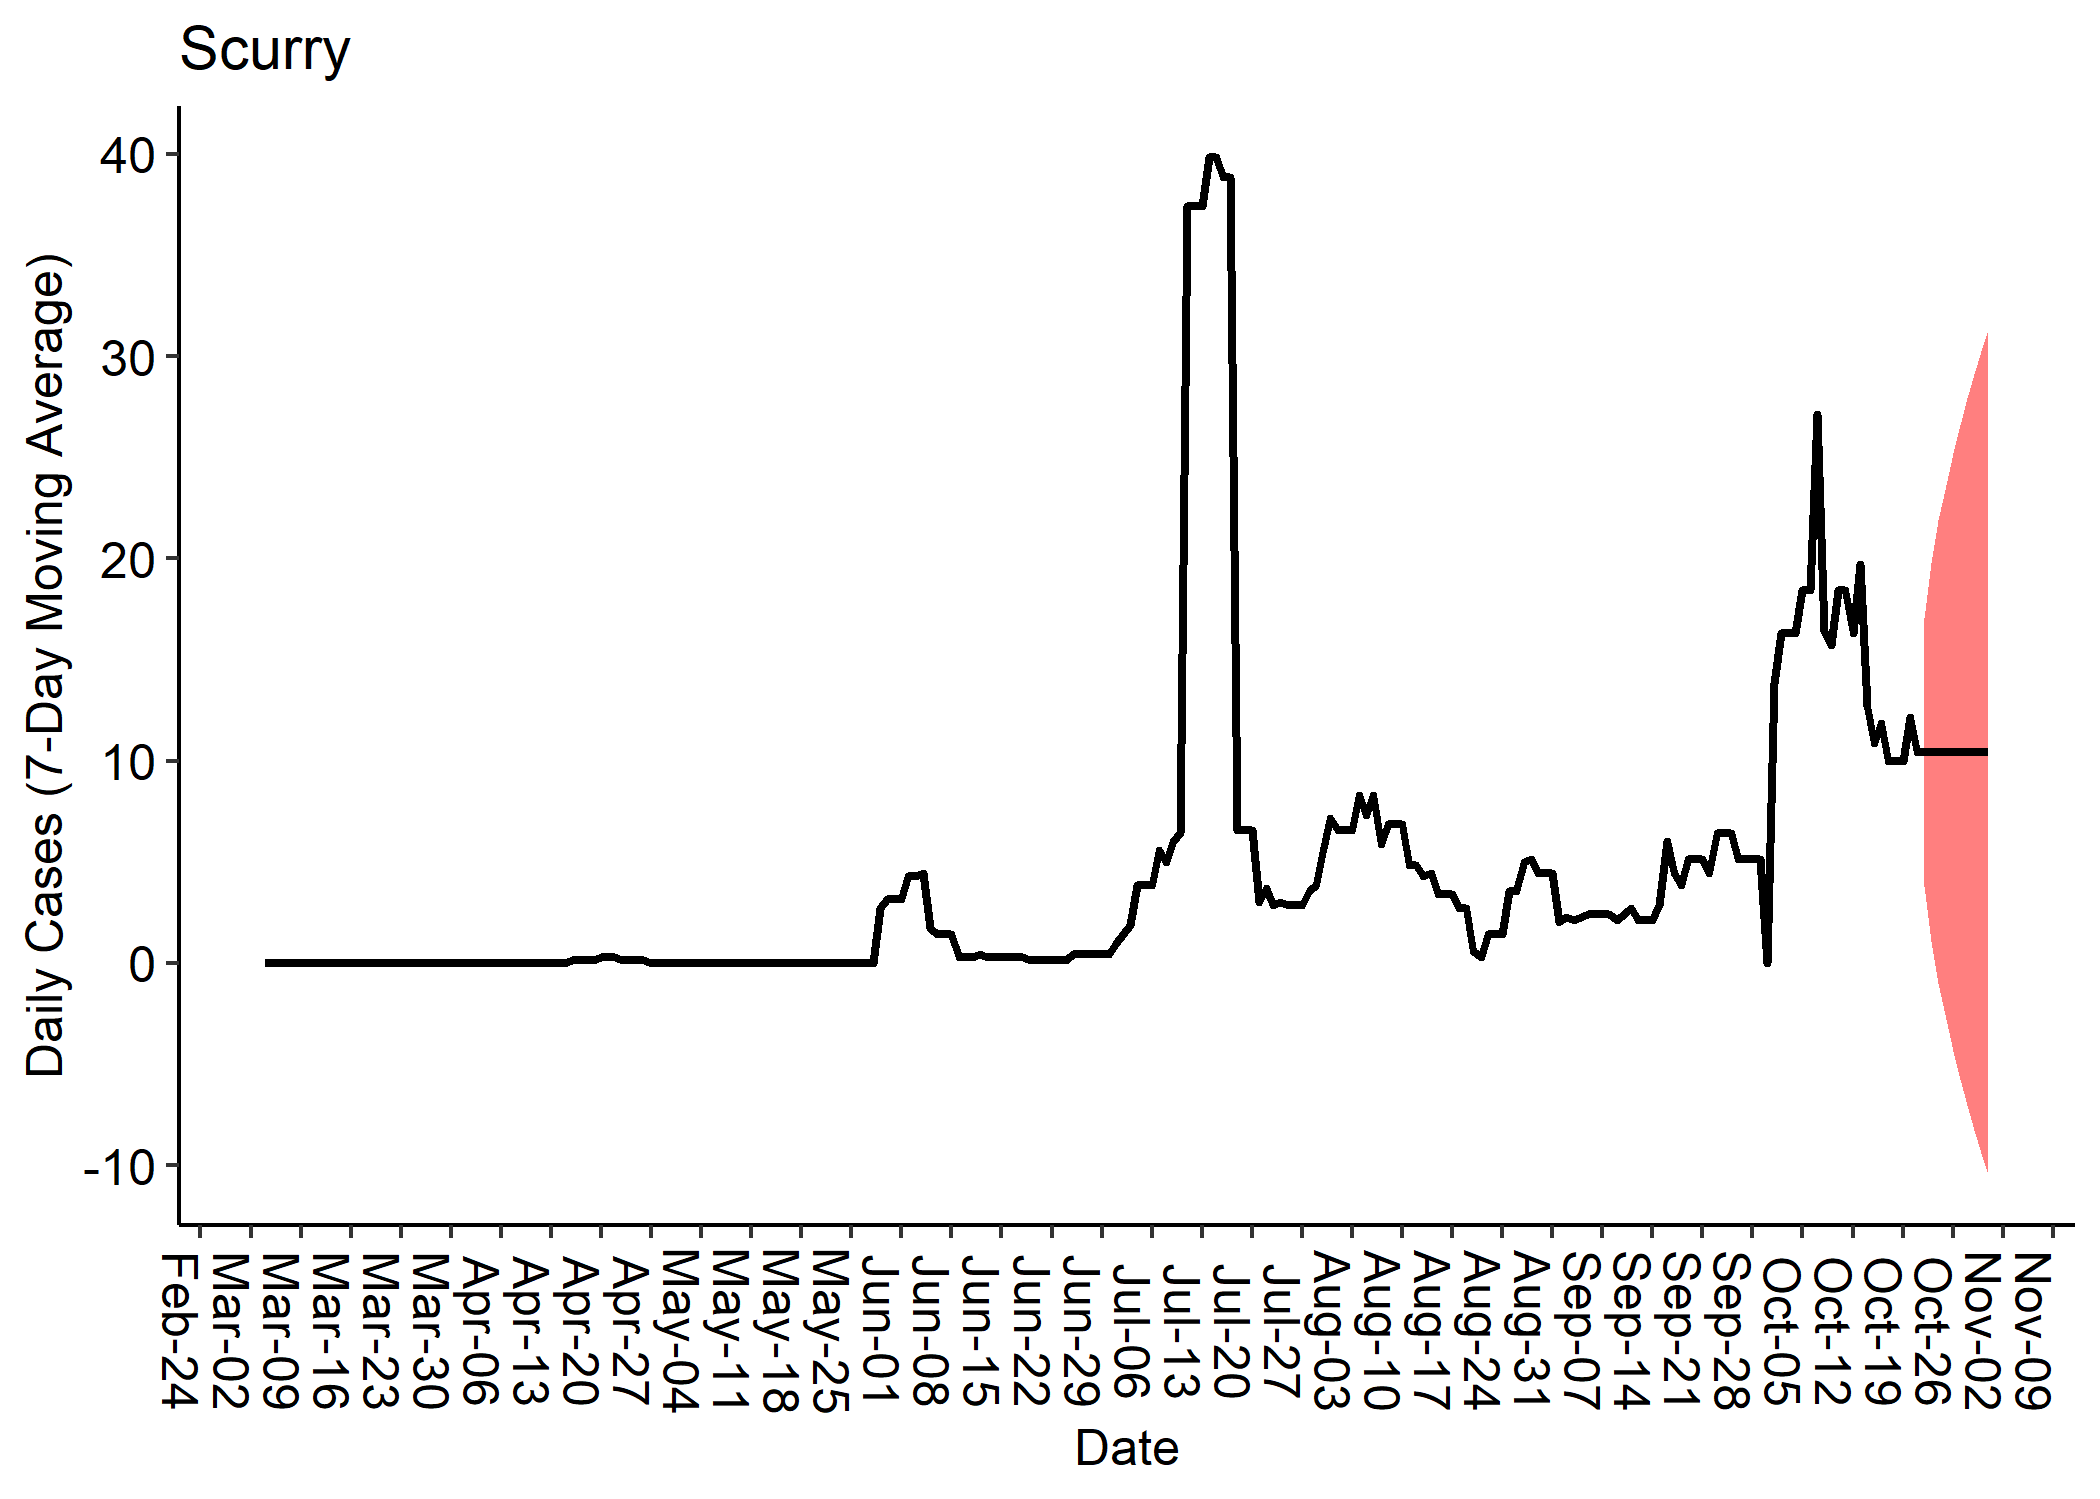 Scurry
Daily Cases (7-Day Moving Average)
40
30
20
10
0
-10
Feb-24
Mar-02
Mar-09
Mar-16
Mar-23
Mar-30
Apr-06
Apr-13
Apr-20
Apr-27
May-04
May-11
May-18
May-25
Jun-01
Jun-08
Jun-15
Jun-22
Jun-29
Jul-06
Jul-13
Jul-20
Jul-27
Aug-03
Aug-10
Aug-17
Aug-24
Aug-31
Sep-07
Sep-14
Sep-21
Sep-28
Oct-05
Oct-12
Oct-19
Oct-26
Nov-02
Nov-09
Date